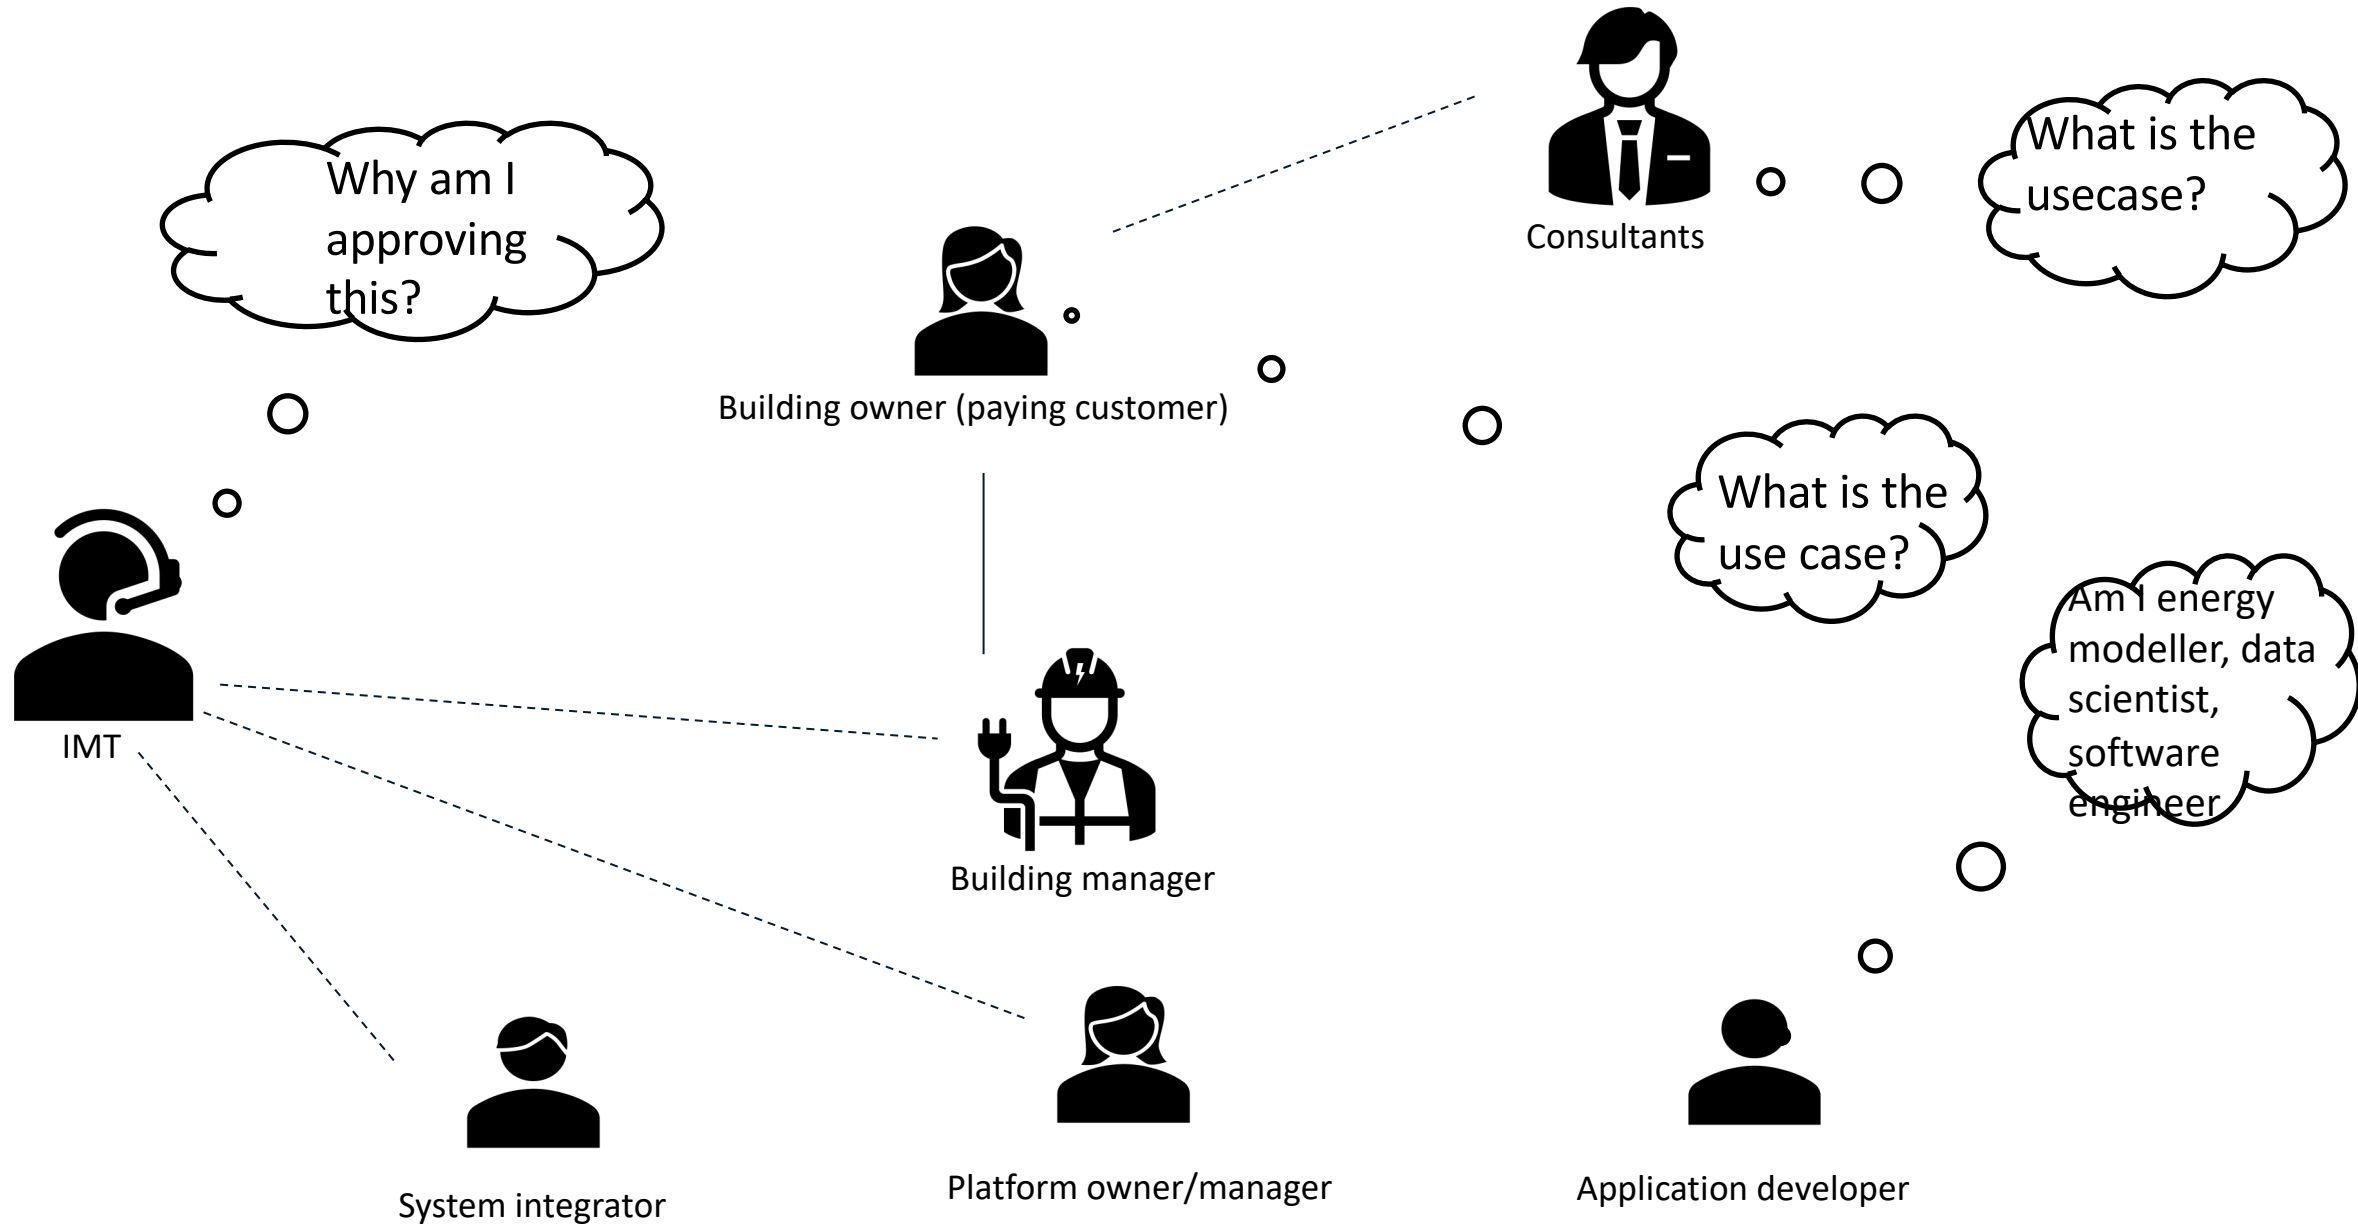 Why am I
approving
this?
Consultants
What is the
usecase?
Building owner (paying customer)
What is the
use case?
Am I energy
modeller, data
scientist,
software
engineer
IMT
Building manager
System integrator
Platform owner/manager
Application developer